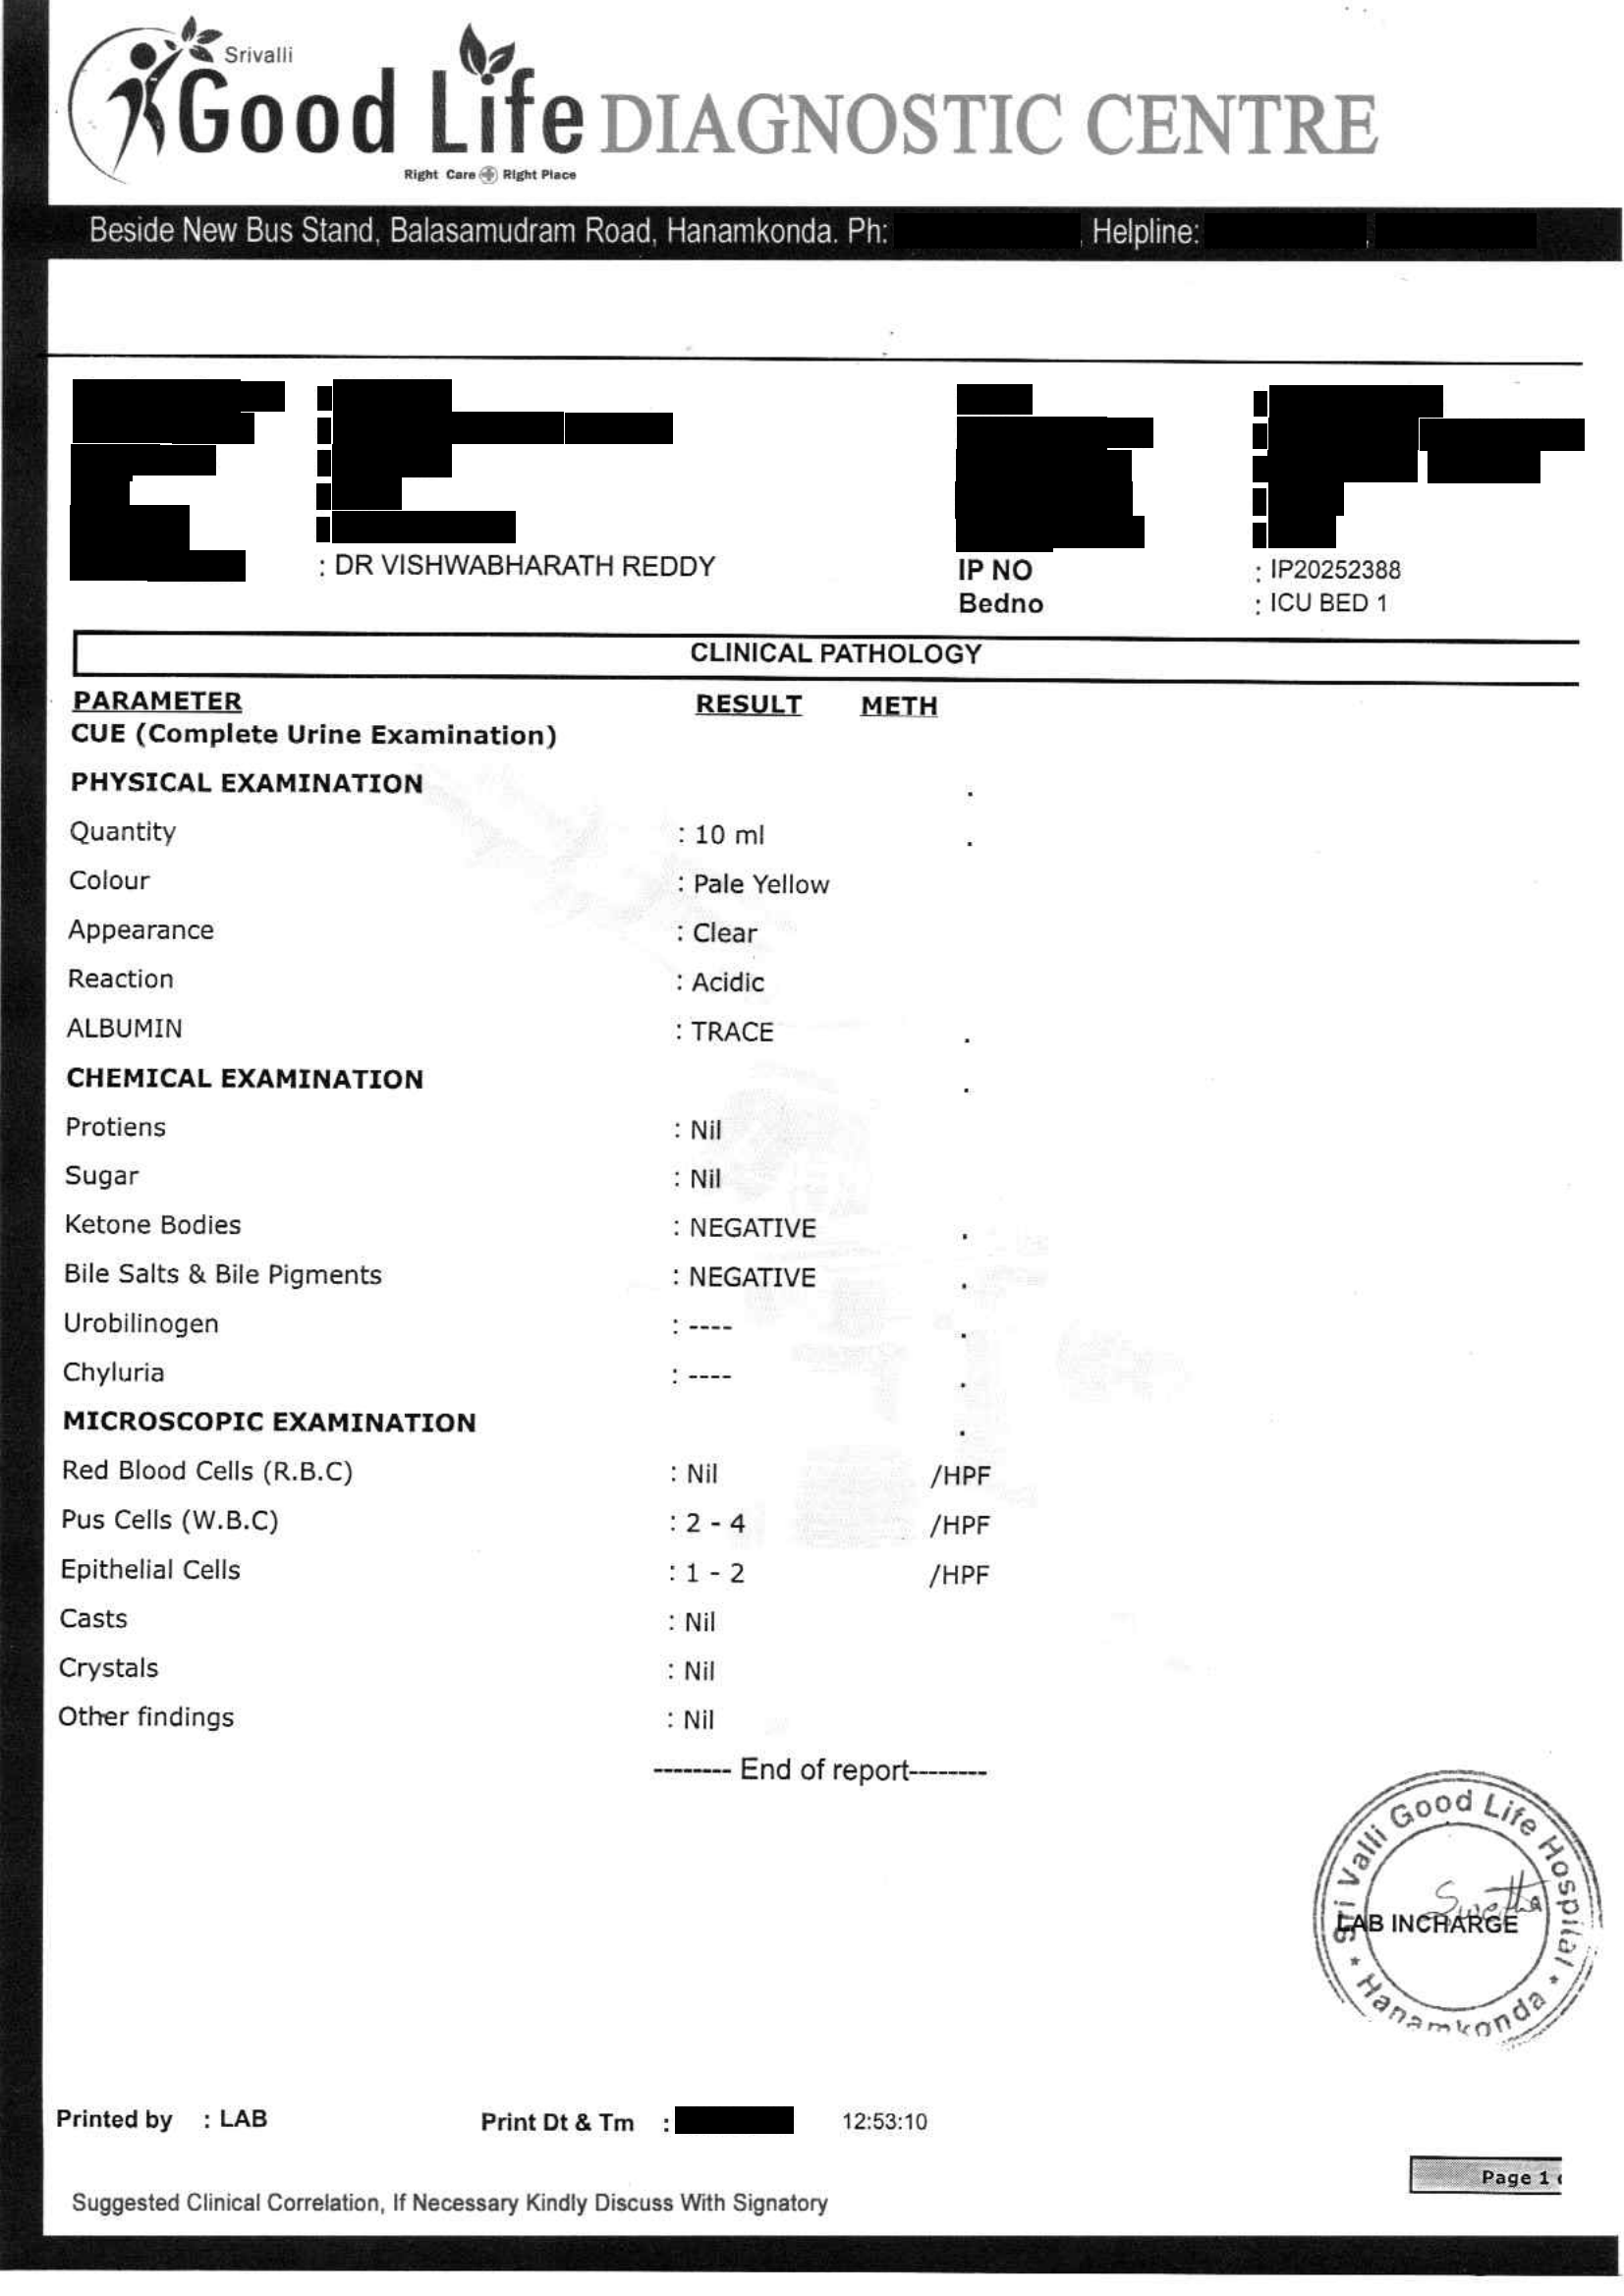 Srivalli
Good Life DIAGNOSTIC CENTRE
Right Care Right Place
Beside New Bus Stand, Balasamudram Road, Hanamkonda. Ph: , Helpline: ,
: DR VISHWABHARATH REDDY
IP NO : IP20252388
Bedno : ICU BED 1
CLINICAL PATHOLOGY
PARAMETER RESULT METH
CUE (Complete Urine Examination)
PHYSICAL EXAMINATION .
Quantity : 10 ml .
Colour : Pale Yellow
Appearance : Clear
Reaction : Acidic
ALBUMIN : TRACE .
CHEMICAL EXAMINATION .
Protiens : Nil
Sugar : Nil
Ketone Bodies : NEGATIVE .
Bile Salts & Bile Pigments : NEGATIVE .
Urobilinogen : ---- .
Chyluria : ---- .
MICROSCOPIC EXAMINATION .
Red Blood Cells (R.B.C) : Nil /HPF
Pus Cells (W.B.C) : 2 - 4 /HPF
Epithelial Cells : 1 - 2 /HPF
Casts : Nil
Crystals : Nil
Other findings : Nil
-------- End of report--------
Sri Valli Good Life Hospital * Hanamkonda *
Swetha
LAB INCHARGE
Printed by : LAB Print Dt & Tm : 12:53:10
Page 1
Suggested Clinical Correlation, If Necessary Kindly Discuss With Signatory